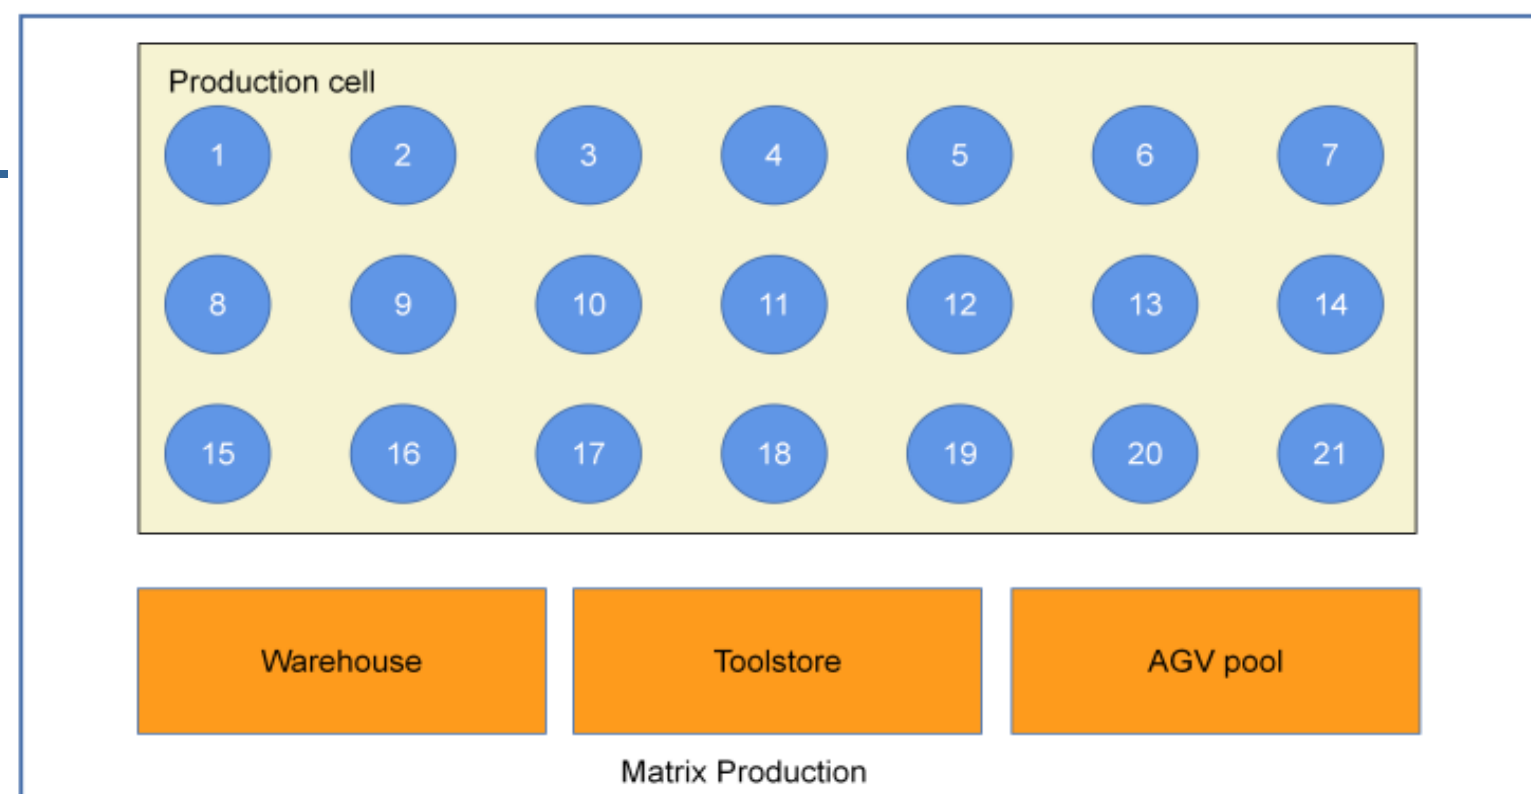 Production cell
1 2 3 4 5 6 7
8 9 10 11 12 13 14
15 16 17 18 19 20 21
Warehouse Toolstore AGV pool
Matrix Production